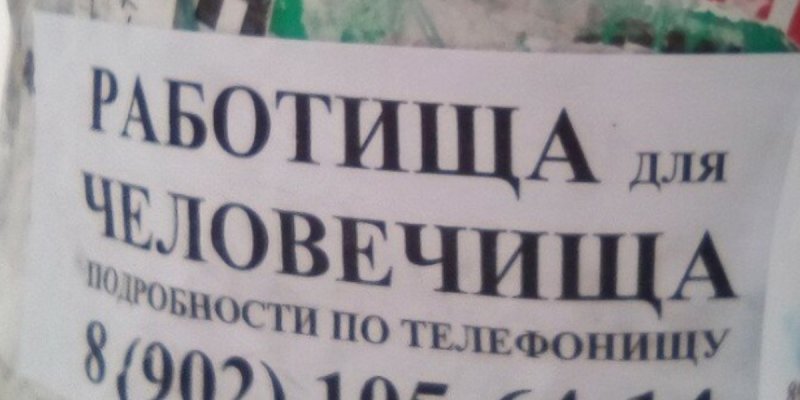 РАБОТИЩА для
ЧЕЛОВЕЧИЩА
ПОДРОБНОСТИ ПО ТЕЛЕФОНИЩУ
8 (902)